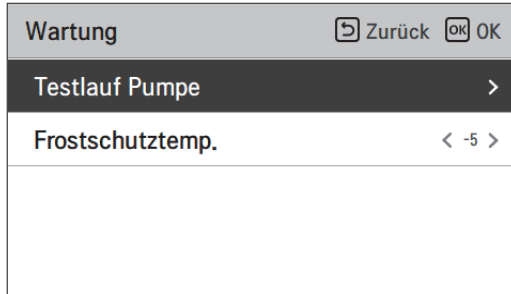 Wartung Zurück OK OK
Testlauf Pumpe >
Frostschutztemp. < -5 >